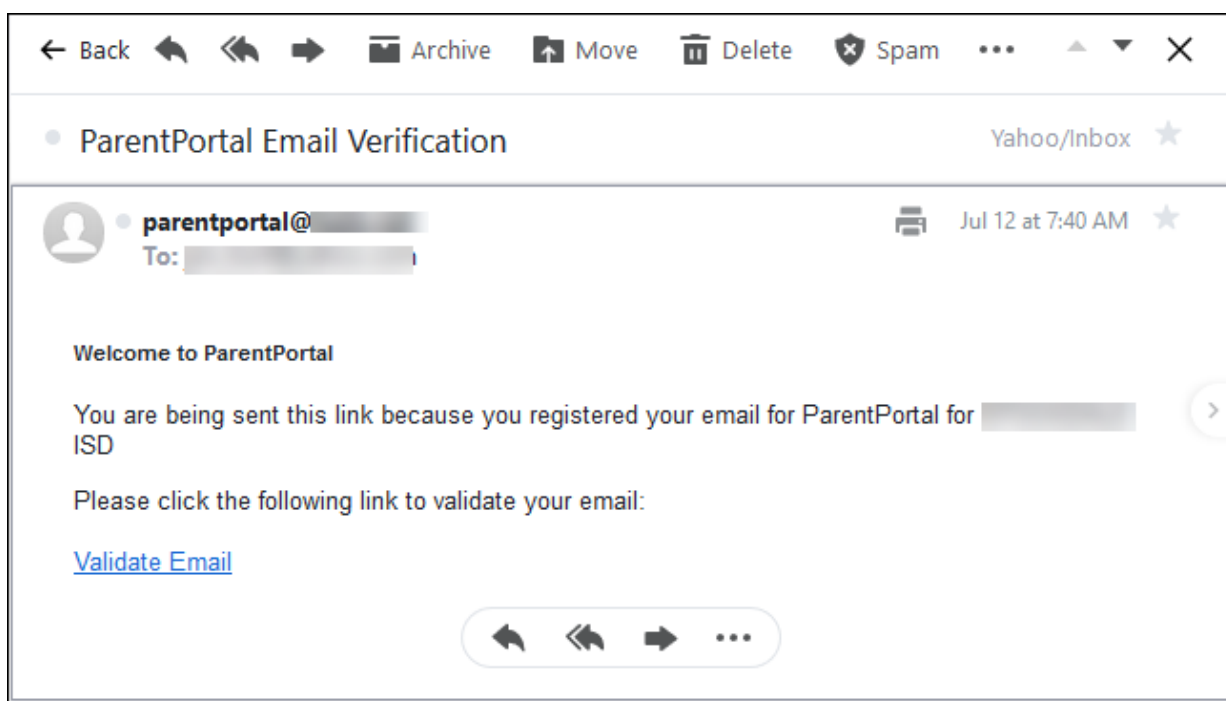 Back Archive Move Delete Spam
ParentPortal Email Verification Yahoo/Inbox
parentportal@ Jul 12 at 7:40 AM
To:
Welcome to ParentPortal
You are being sent this link because you registered your email for ParentPortal for
ISD
Please click the following link to validate your email:
Validate Email